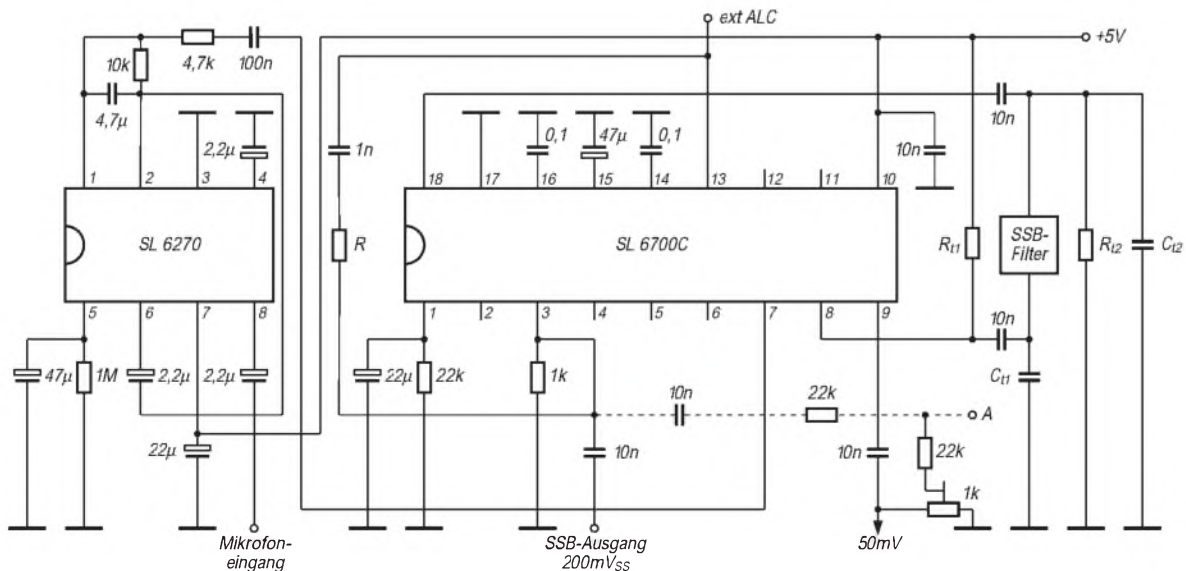 ext ALC
+5V
4,7k
100n
10k
4,7µ
10n
2,2µ
1n
0,1
47µ
0,1
10n
1
2
3
4
18
17
16
15
14
13
12
11
10
SL 6270
R
SL 6700C
Rt1
SSB-
Filter
Rt2
Ct2
5
6
7
8
1
2
3
4
5
6
7
8
9
10n
47µ
1M
2,2µ
2,2µ
22µ
22k
1k
Ct1
10n
22k
A
22µ
10n
10n
22k
1k
Mikrofon-
eingang
SSB-Ausgang
200mVSS
50mV